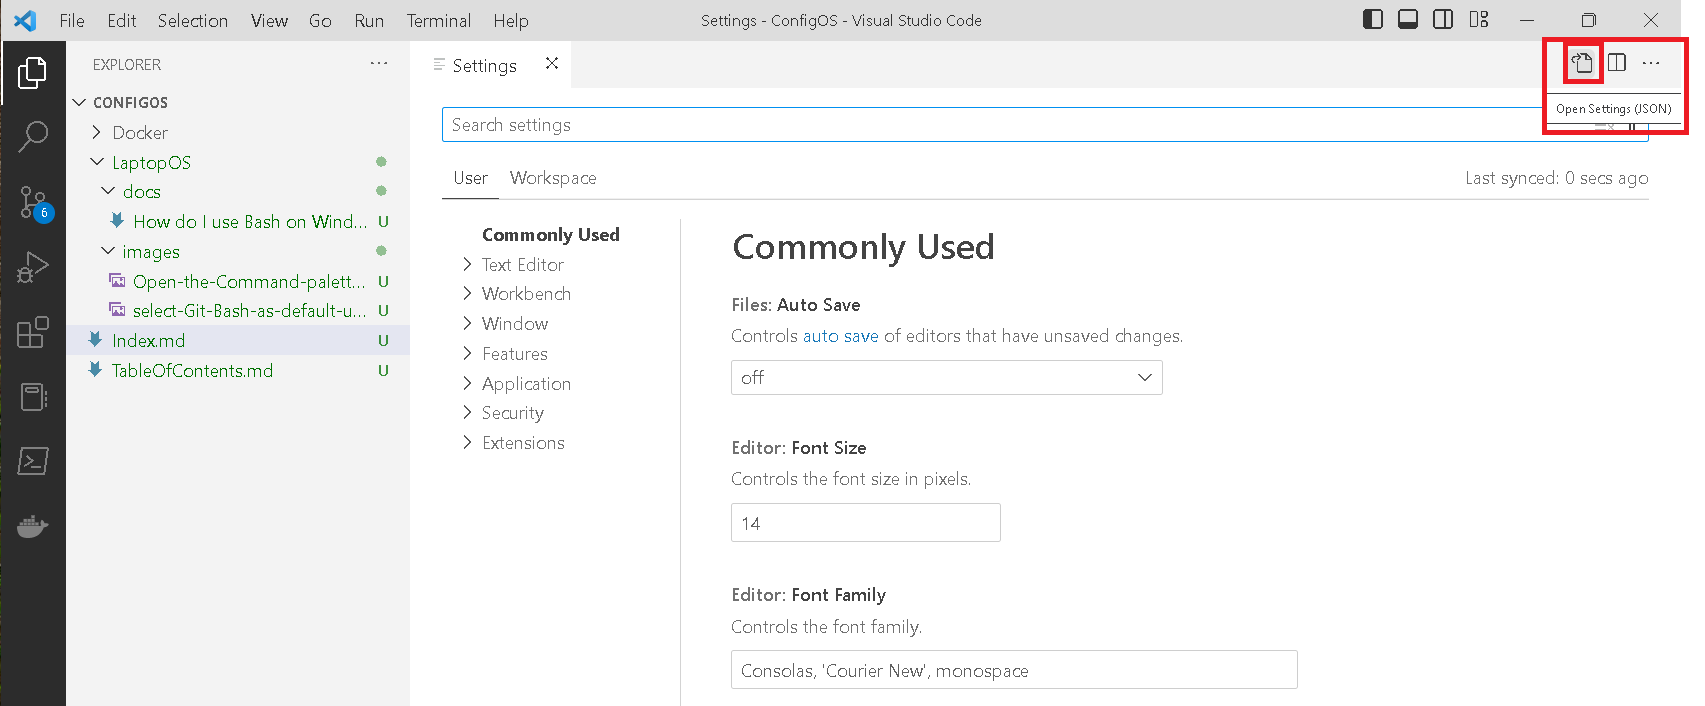 File Edit Selection View Go Run Terminal Help
Settings - ConfigOS - Visual Studio Code
EXPLORER
CONFIGOS
Docker
LaptopOS
docs
How do I use Bash on Wind... U
images
Open-the-Command-palett... U
select-Git-Bash-as-default-u... U
Index.md U
TableOfContents.md U
6
Settings
Open Settings (JSON)
Search settings
User Workspace
Last synced: 0 secs ago
Commonly Used
Text Editor
Workbench
Window
Features
Application
Security
Extensions
Commonly Used
Files: Auto Save
Controls auto save of editors that have unsaved changes.
off
Editor: Font Size
Controls the font size in pixels.
14
Editor: Font Family
Controls the font family.
Consolas, 'Courier New', monospace